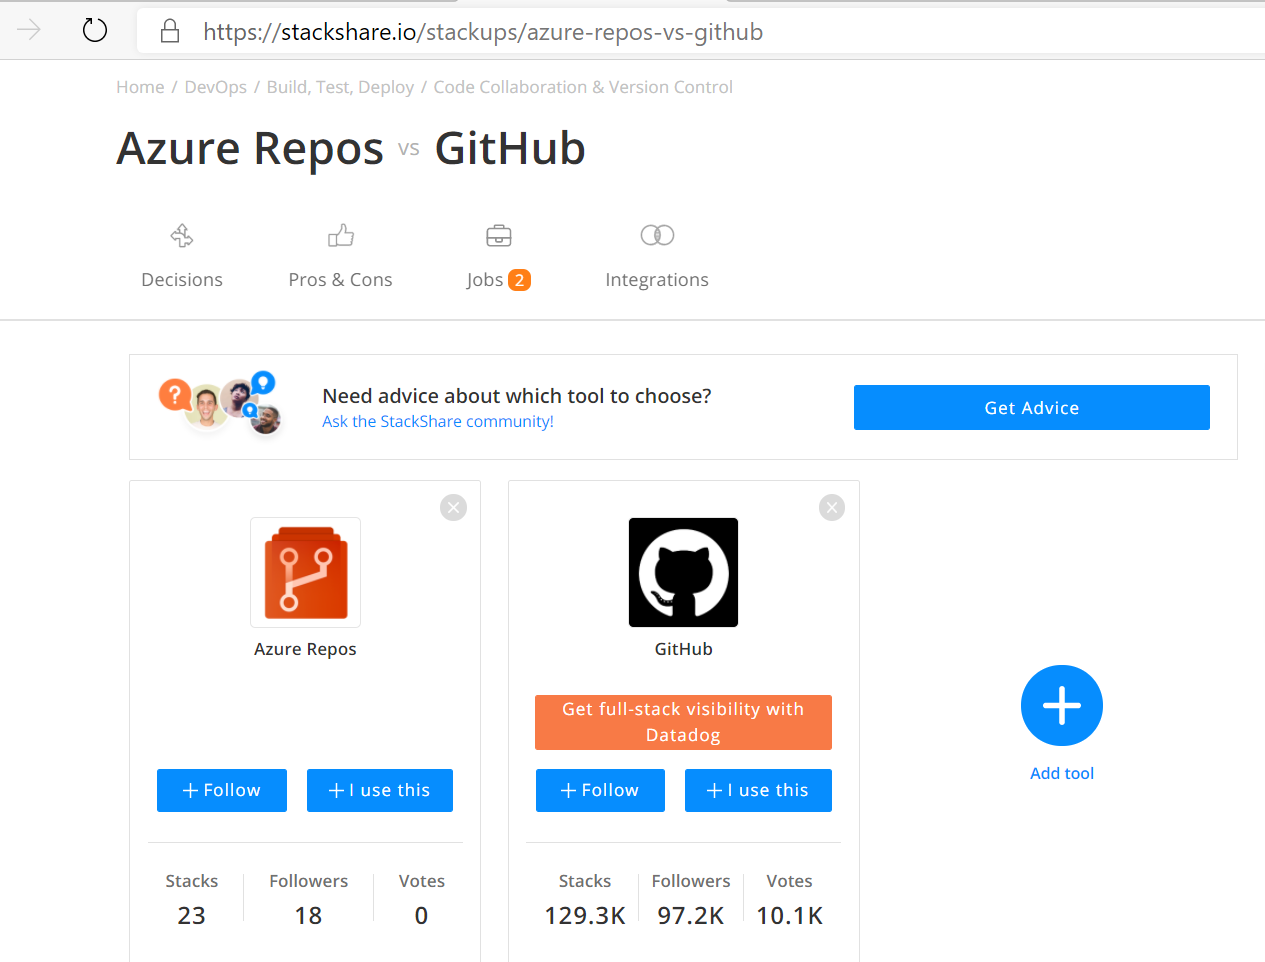 https://stackshare.io/stackups/azure-repos-vs-github
Home / DevOps / Build, Test, Deploy / Code Collaboration & Version Control
Azure Repos vs GitHub
Decisions Pros & Cons Jobs 2 Integrations
?
Need advice about which tool to choose?
Ask the StackShare community!
Get Advice
Azure Repos
GitHub
Get full-stack visibility with
Datadog
+ Follow + I use this
+ Follow + I use this
Add tool
Stacks Followers Votes
23 18 0
Stacks Followers Votes
129.3K 97.2K 10.1K